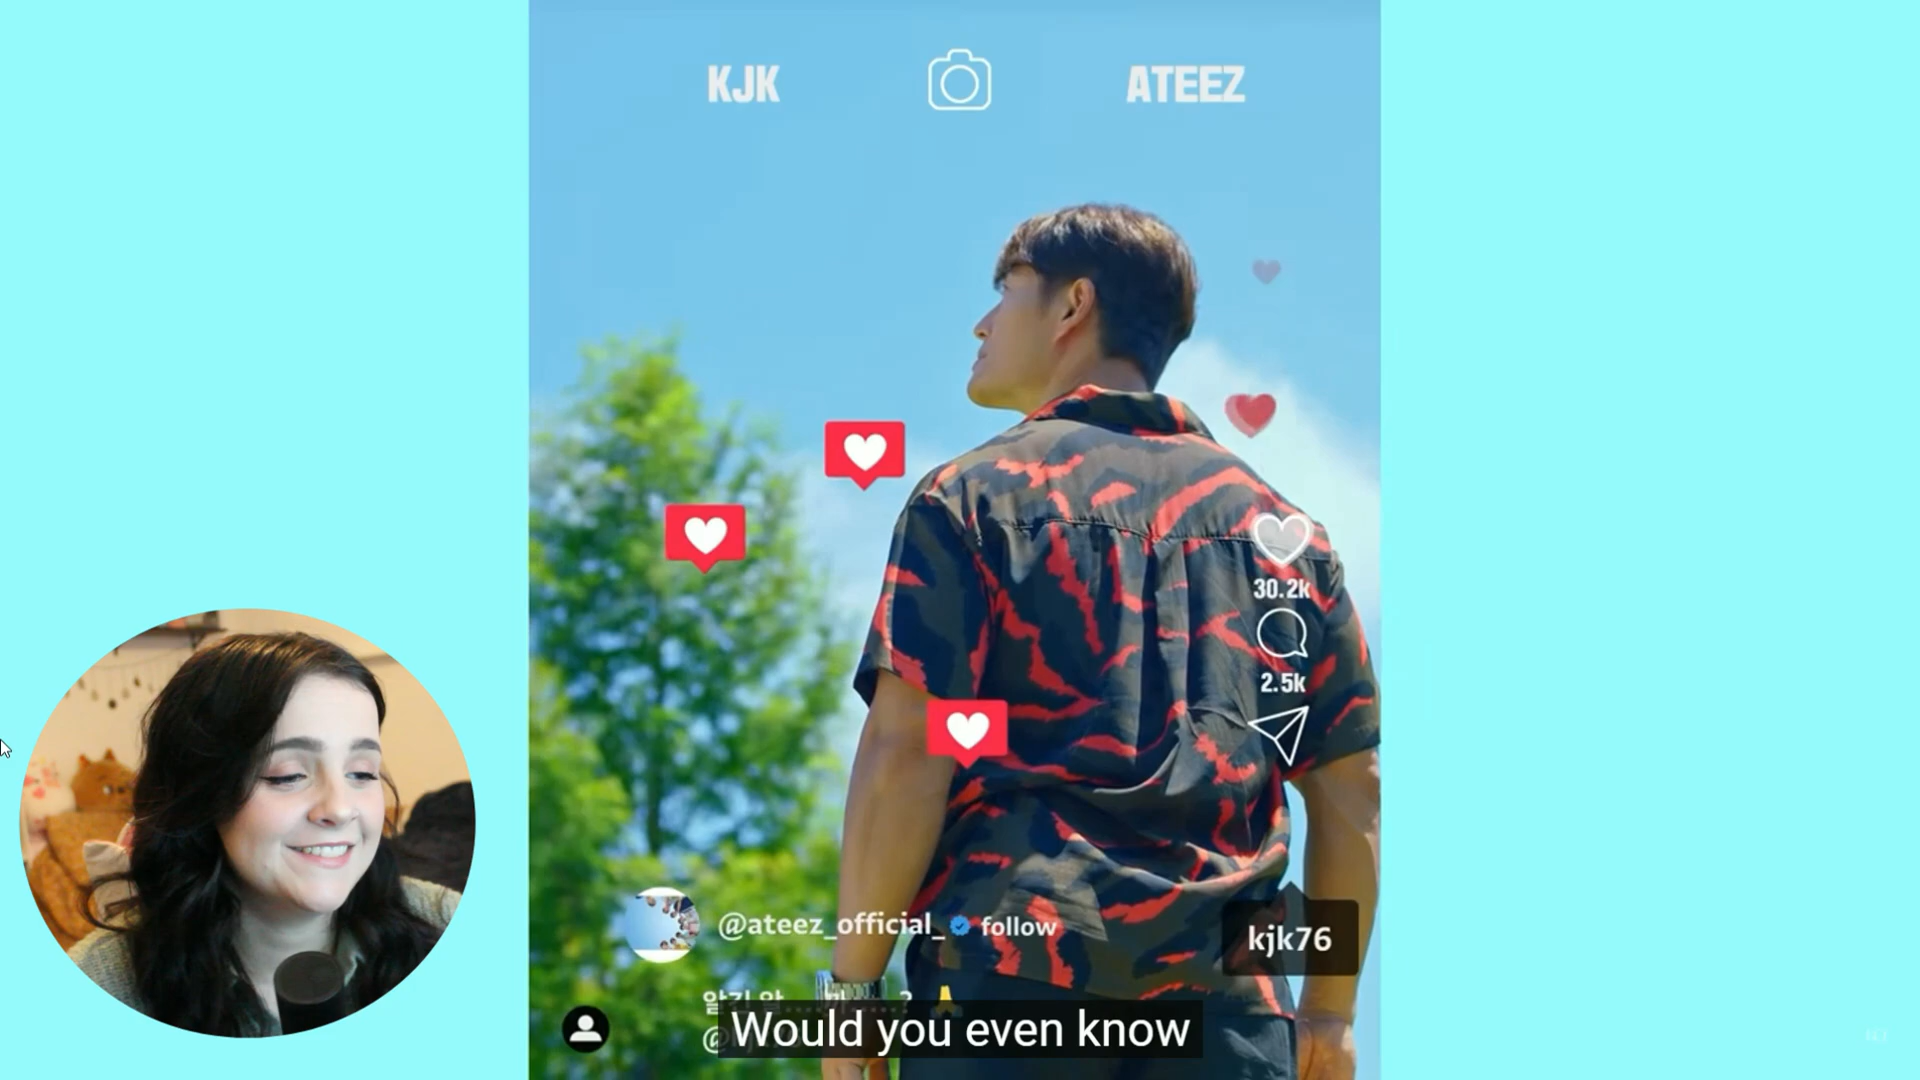 KJK
ATEEZ
30.2k
2.5k
@ateez_official_ follow
kjk76
Would you even know